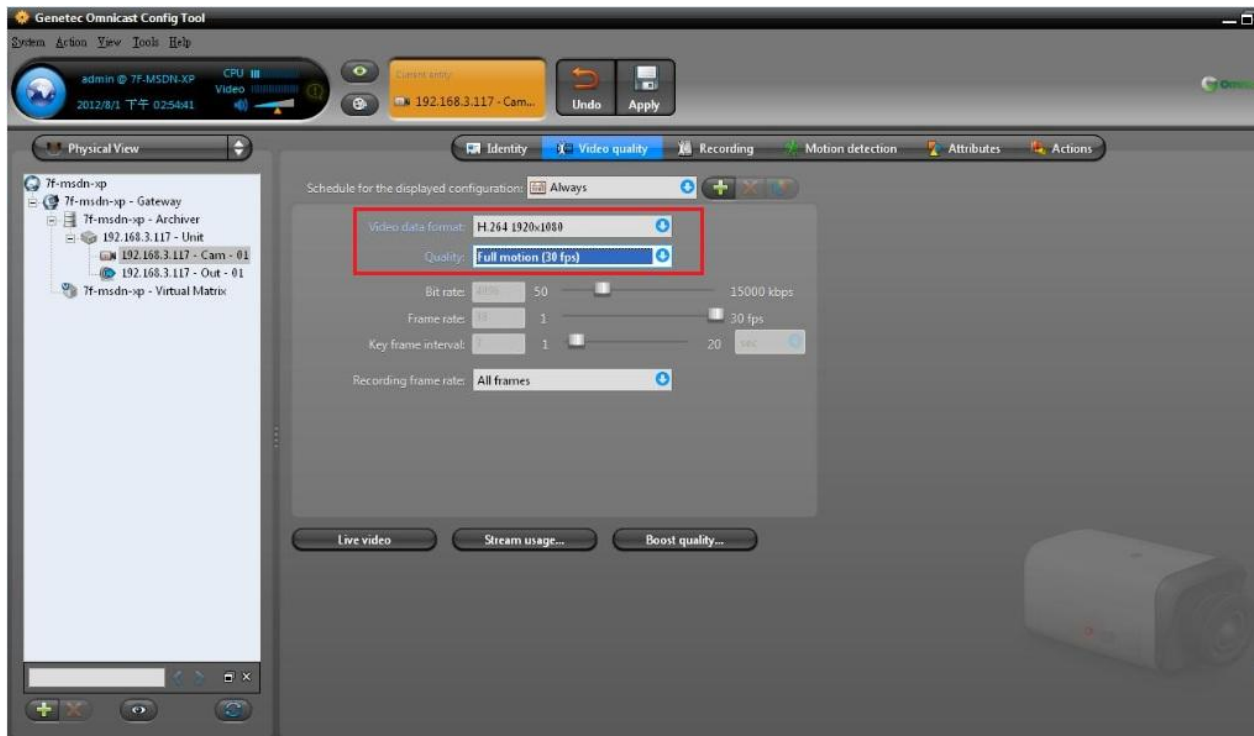 Genetec Omnicast Config Tool
System Action View Tools Help
admin @ 7F-MSDN-XP
2012/8/1 下午 02:54:41
CPU
Video
Current entity:
192.168.3.117 - Cam...
Undo
Apply
Physical View
Identity
Video quality
Recording
Motion detection
Attributes
Actions
7f-msdn-xp
7f-msdn-xp - Gateway
7f-msdn-xp - Archiver
192.168.3.117 - Unit
192.168.3.117 - Cam - 01
192.168.3.117 - Out - 01
7f-msdn-xp - Virtual Matrix
Schedule for the displayed configuration: Always
Video data format: H.264 1920x1080
Quality: Full motion (30 fps)
Bit rate: 50 15000 kbps
Frame rate: 1 30 fps
Key frame interval: 1 20 sec
Recording frame rate: All frames
Live video
Stream usage...
Boost quality...